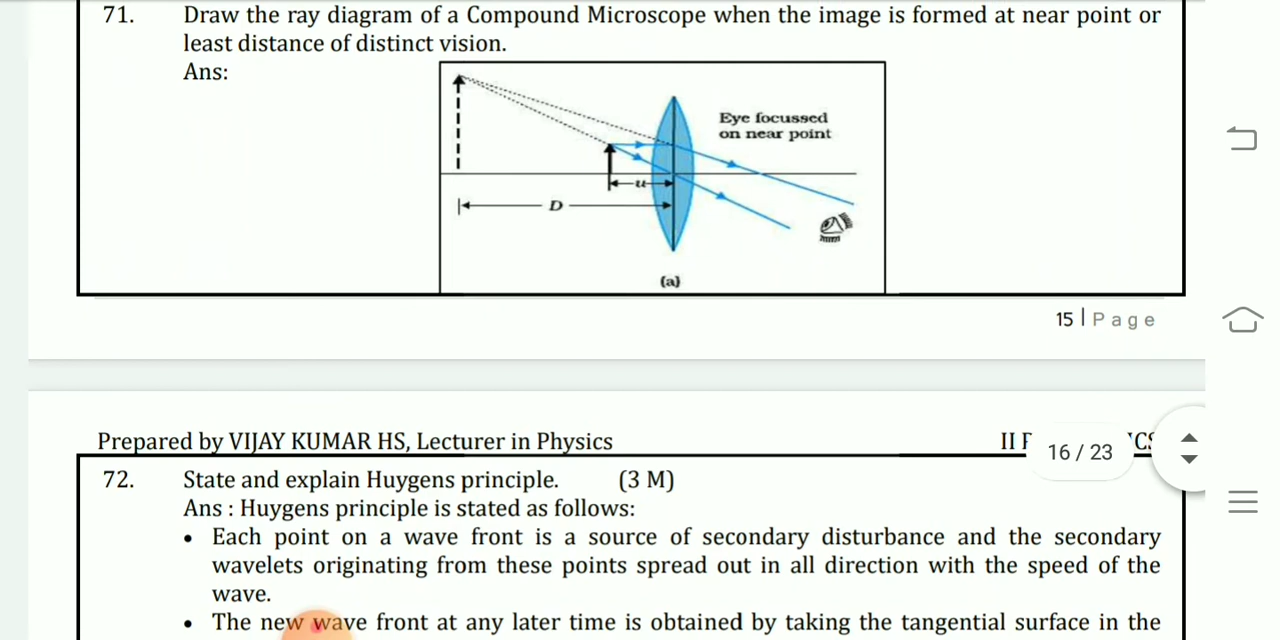 71. Draw the ray diagram of a Compound Microscope when the image is formed at near point or
least distance of distinct vision.
Ans:
Eye focussed
on near point
u
D
(a)
15 | Page
Prepared by VIJAY KUMAR HS, Lecturer in Physics
II
16 / 23
72. State and explain Huygens principle. (3 M)
Ans : Huygens principle is stated as follows:
• Each point on a wave front is a source of secondary disturbance and the secondary
wavelets originating from these points spread out in all direction with the speed of the
wave.
• The new wave front at any later time is obtained by taking the tangential surface in the